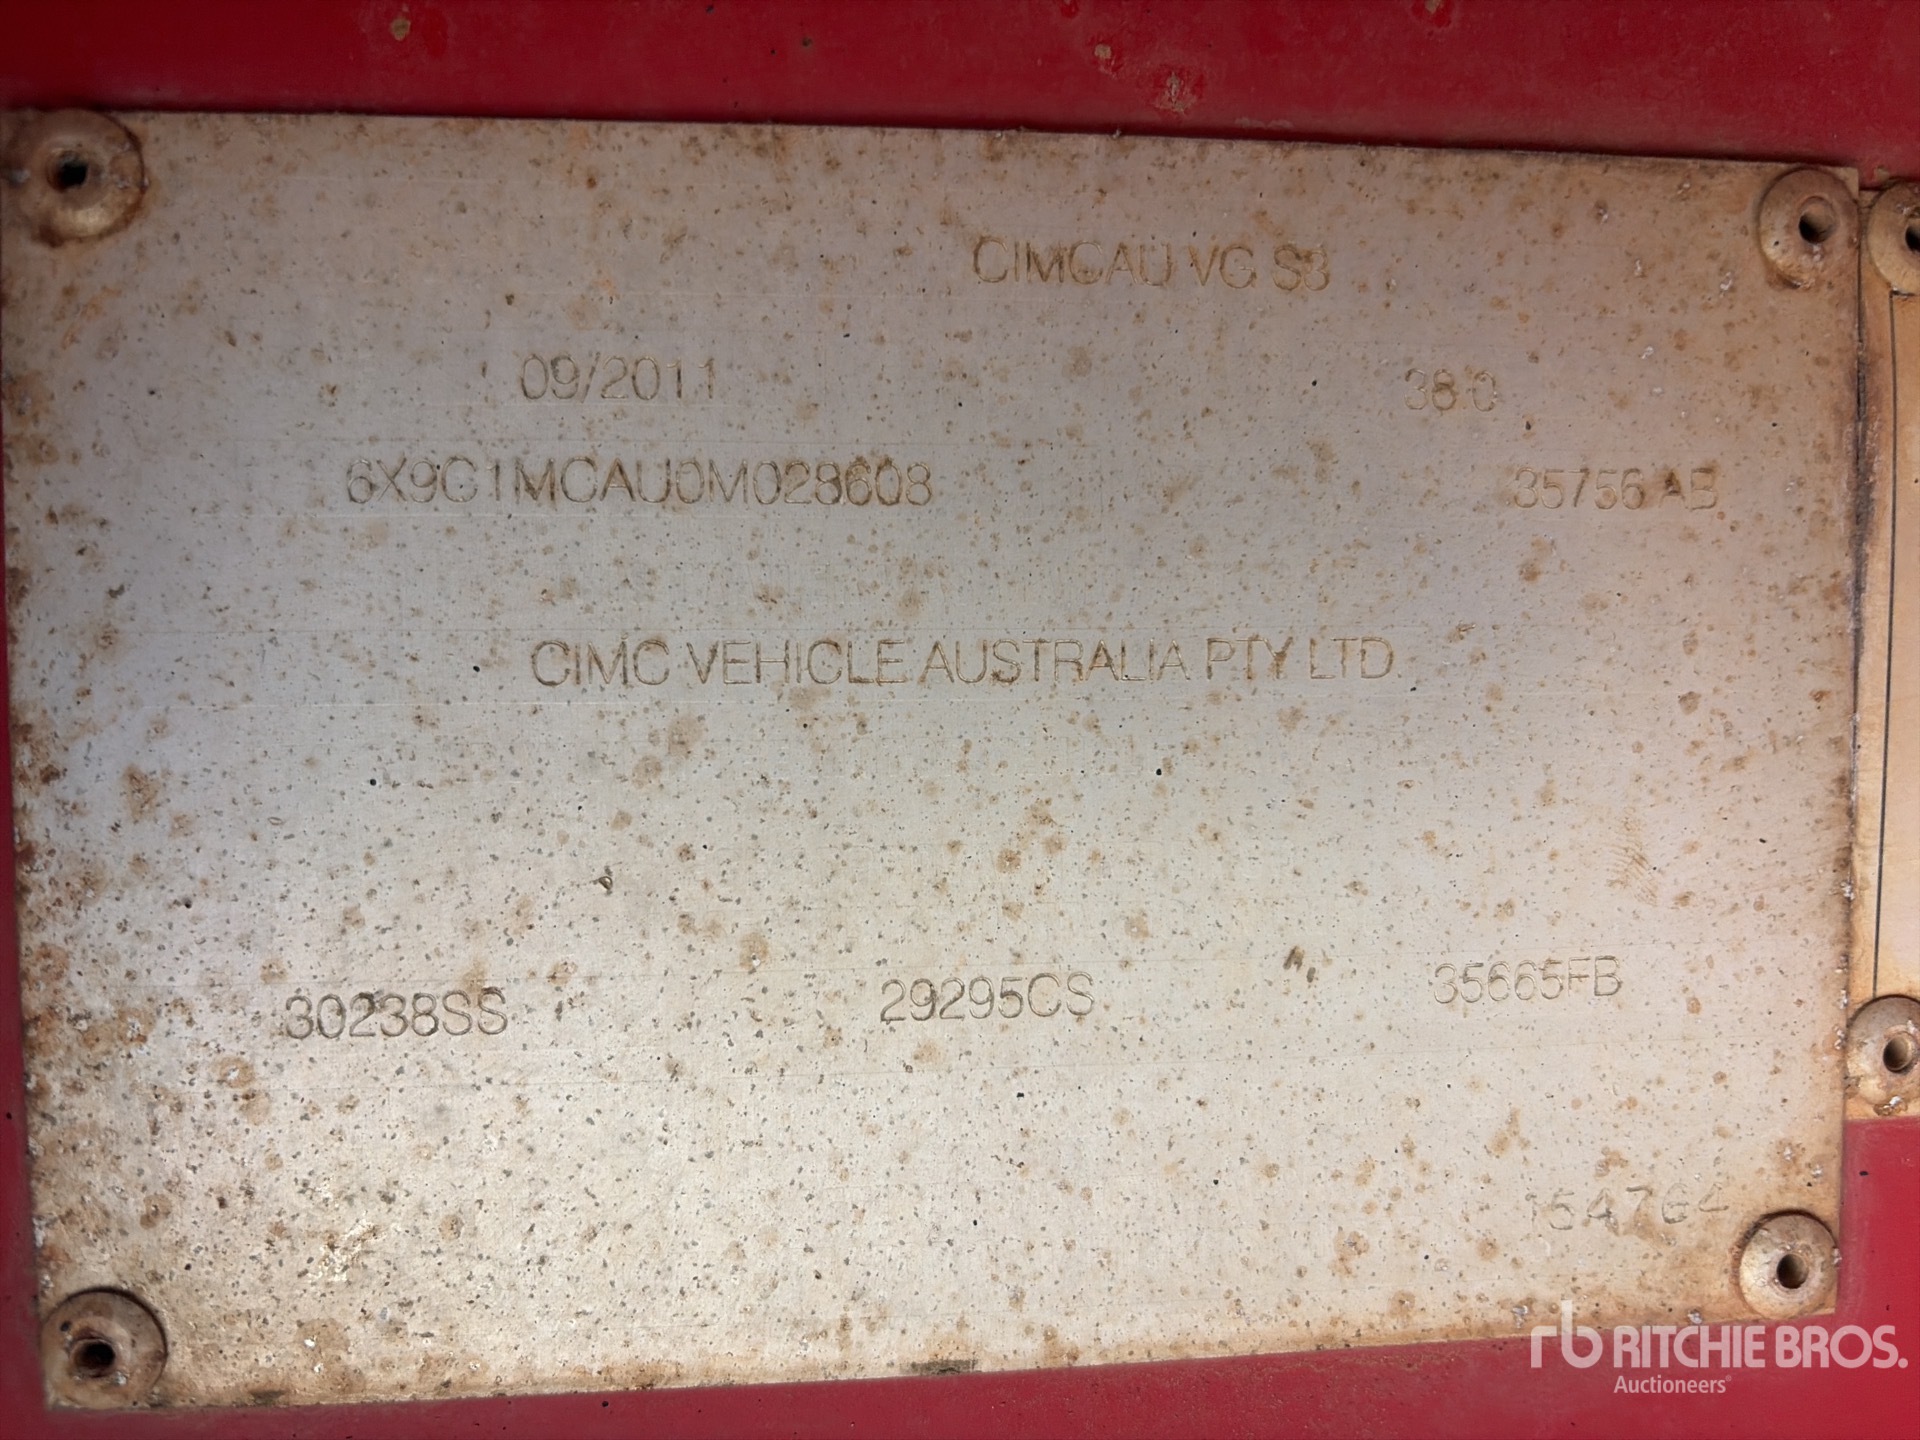 CIMCAU VG S3
09/2011 38.0
6X9C1MCAU0M028608 35756 AB
CIMC VEHICLE AUSTRALIA PTY LTD.
30238SS 29295CS 35665FB
154764
rb RITCHIE BROS.
Auctioneers